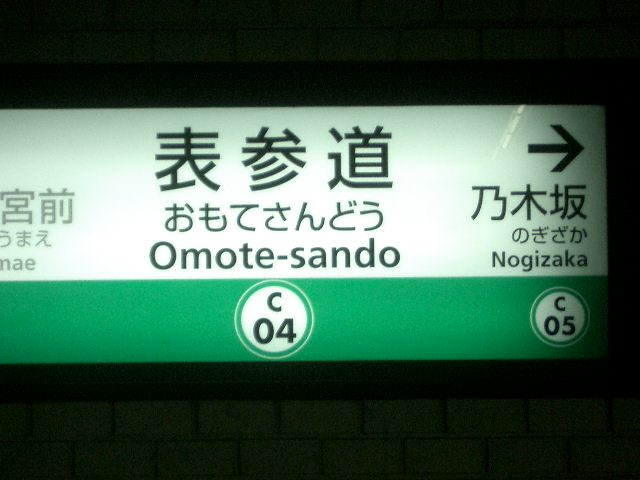 宮前
うまえ
mae
表参道
おもてさんどう
Omote-sando
C
04
→
乃木坂
のぎざか
Nogizaka
C
05